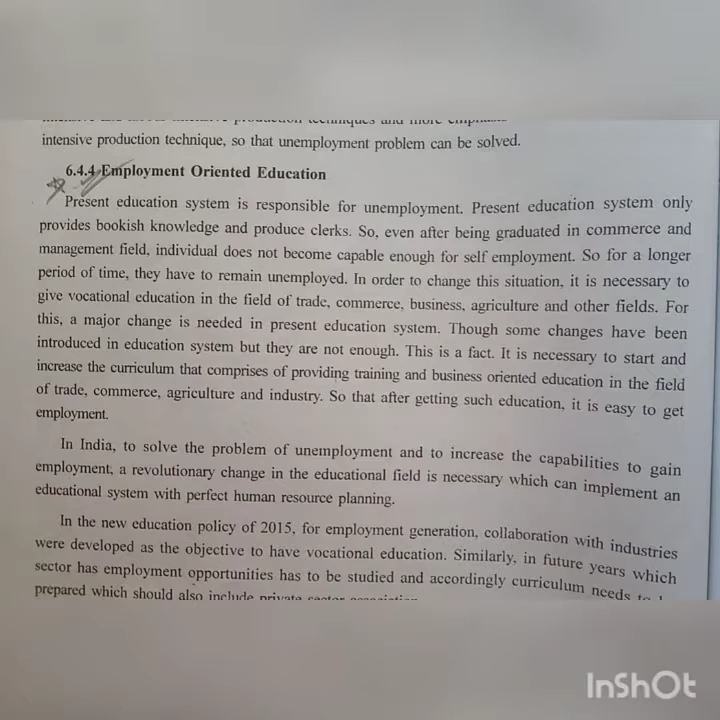 intensive production technique, so that unemployment problem can be solved.
6.4.4 Employment Oriented Education
Present education system is responsible for unemployment. Present education system only
provides bookish knowledge and produce clerks. So, even after being graduated in commerce and
management field, individual does not become capable enough for self employment. So for a longer
period of time, they have to remain unemployed. In order to change this situation, it is necessary to
give vocational education in the field of trade, commerce, business, agriculture and other fields. For
this, a major change is needed in present education system. Though some changes have been
introduced in education system but they are not enough. This is a fact. It is necessary to start and
increase the curriculum that comprises of providing training and business oriented education in the field
of trade, commerce, agriculture and industry. So that after getting such education, it is easy to get
employment.
In India, to solve the problem of unemployment and to increase the capabilities to gain
employment, a revolutionary change in the educational field is necessary which can implement an
educational system with perfect human resource planning.
In the new education policy of 2015, for employment generation, collaboration with industries
were developed as the objective to have vocational education. Similarly, in future years which
sector has employment opportunities has to be studied and accordingly curriculum needs to
prepared which should also include private sector
InShOt